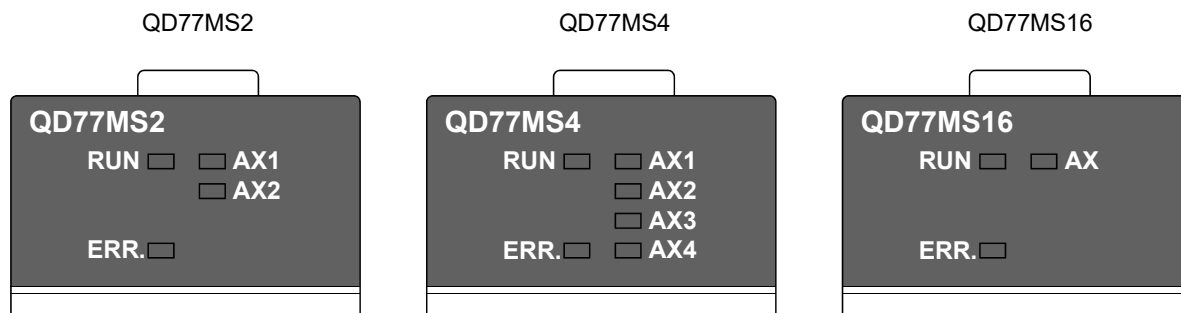 QD77MS2 QD77MS4 QD77MS16
QD77MS2
RUN AX1
AX2
ERR.
QD77MS4
RUN AX1
AX2
AX3
ERR. AX4
QD77MS16
RUN AX
ERR.